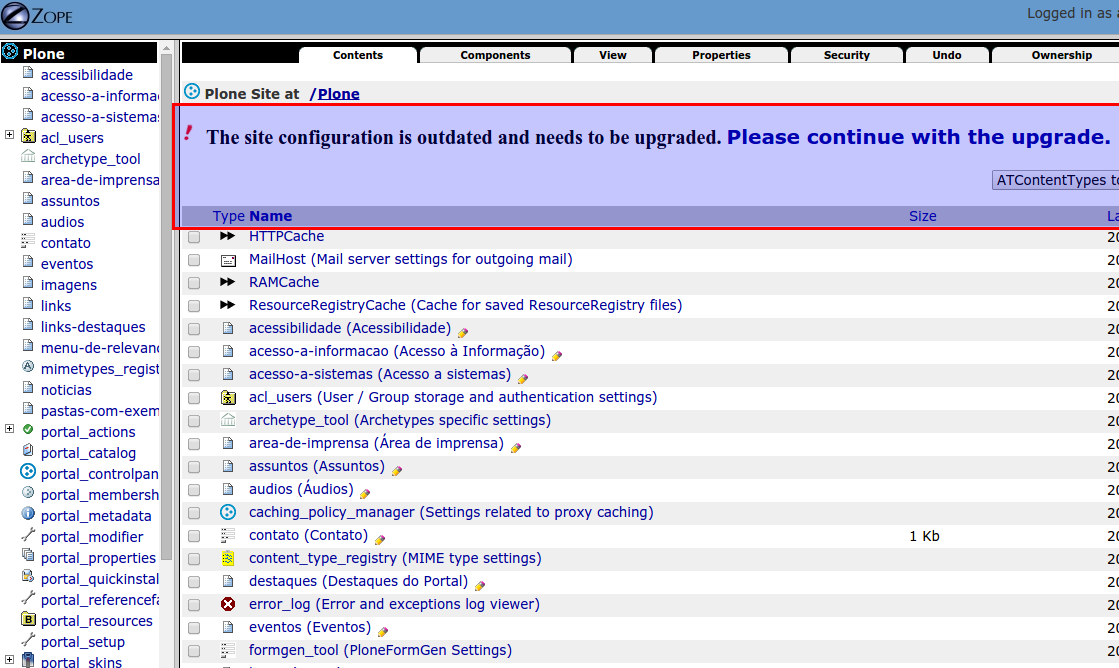 ZOPE
Logged in as
Plone
acessibilidade
acesso-a-informa
acesso-a-sistemas
acl_users
archetype_tool
area-de-imprensa
assuntos
audios
contato
eventos
imagens
links
links-destaques
menu-de-relevan
mimetypes_regist
noticias
pastas-com-exem
portal_actions
portal_catalog
portal_controlpan
portal_membersh
portal_metadata
portal_modifier
portal_properties
portal_quickinstal
portal_referencefa
portal_resources
portal_setup
portal_skins
Contents Components View Properties Security Undo Ownership
Plone Site at /Plone
! The site configuration is outdated and needs to be upgraded. Please continue with the upgrade.
ATContentTypes to
Type Name Size La
HTTPCache 20
MailHost (Mail server settings for outgoing mail) 20
RAMCache 20
ResourceRegistryCache (Cache for saved ResourceRegistry files) 20
acessibilidade (Acessibilidade) 20
acesso-a-informacao (Acesso à Informação) 20
acesso-a-sistemas (Acesso a sistemas) 20
acl_users (User / Group storage and authentication settings) 20
archetype_tool (Archetypes specific settings) 20
area-de-imprensa (Área de imprensa) 20
assuntos (Assuntos) 20
audios (Áudios) 20
caching_policy_manager (Settings related to proxy caching) 20
contato (Contato) 1 Kb 20
content_type_registry (MIME type settings) 20
destaques (Destaques do Portal) 20
error_log (Error and exceptions log viewer) 20
eventos (Eventos) 20
formgen_tool (PloneFormGen Settings) 20